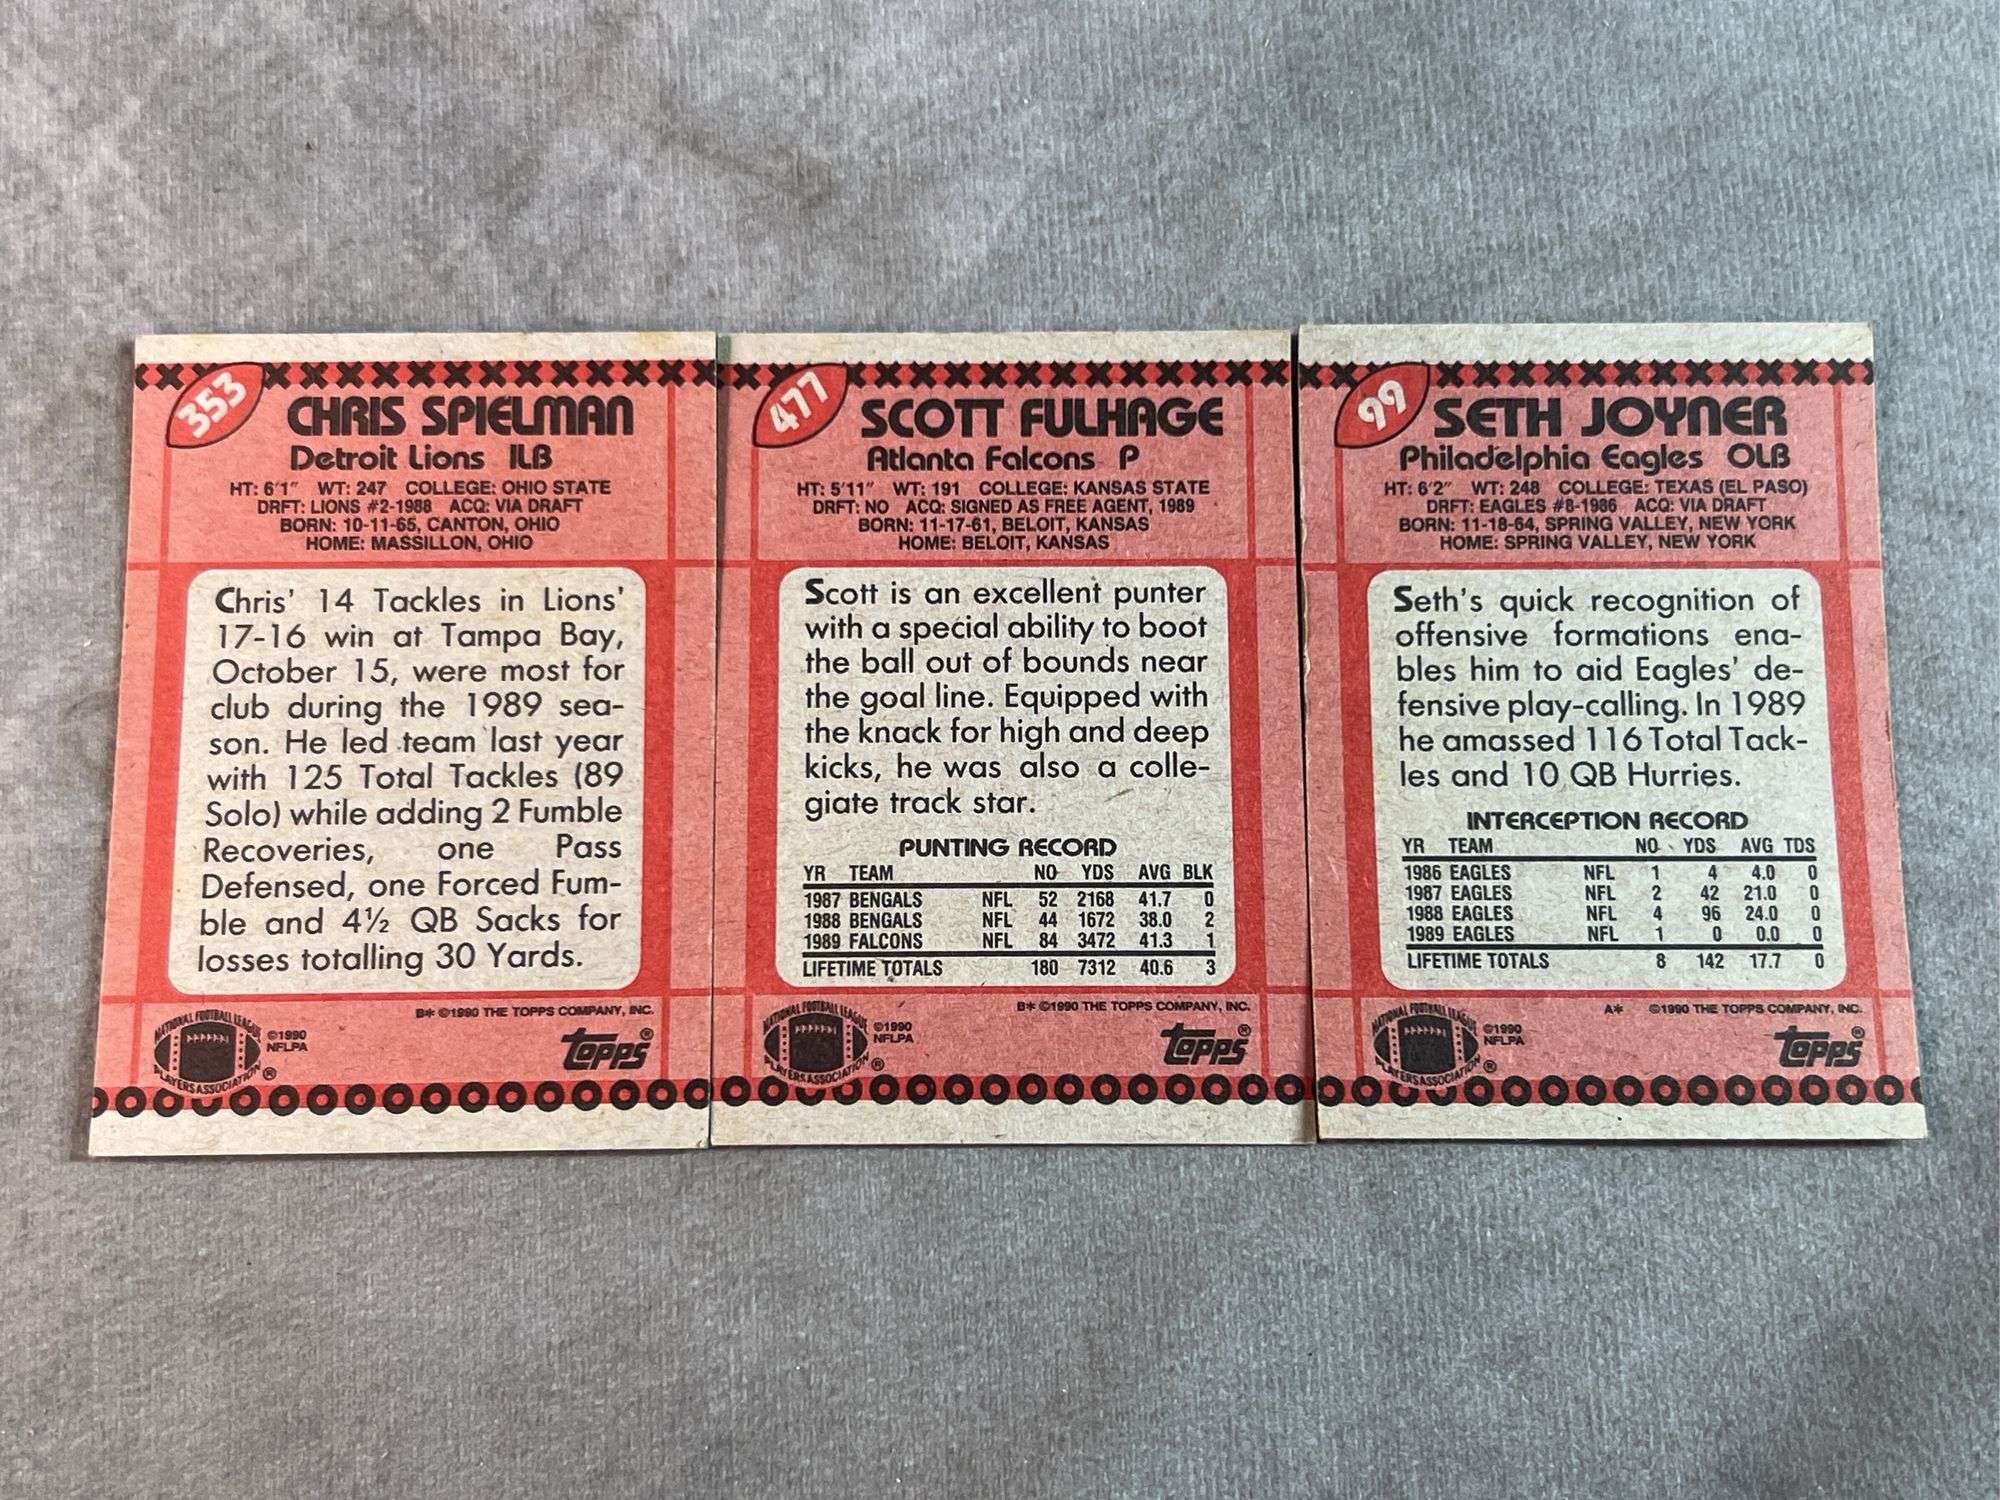 353
CHRIS SPIELMAN
Detroit Lions ILB
HT: 6'1" WT: 247 COLLEGE: OHIO STATE
DRFT: LIONS #2-1988 ACQ: VIA DRAFT
BORN: 10-11-65, CANTON, OHIO
HOME: MASSILLON, OHIO
Chris' 14 Tackles in Lions'
17-16 win at Tampa Bay,
October 15, were most for
club during the 1989 sea-
son. He led team last year
with 125 Total Tackles (89
Solo) while adding 2 Fumble
Recoveries, one Pass
Defensed, one Forced Fum-
ble and 4½ QB Sacks for
losses totalling 30 Yards.
B* ©1990 THE TOPPS COMPANY, INC.
NATIONAL FOOTBALL LEAGUE
PLAYERS ASSOCIATION
®
©1990
NFLPA
TOPPS®
477
SCOTT FULHAGE
Atlanta Falcons P
HT: 5'11" WT: 191 COLLEGE: KANSAS STATE
DRFT: NO ACQ: SIGNED AS FREE AGENT, 1989
BORN: 11-17-61, BELOIT, KANSAS
HOME: BELOIT, KANSAS
Scott is an excellent punter
with a special ability to boot
the ball out of bounds near
the goal line. Equipped with
the knack for high and deep
kicks, he was also a colle-
giate track star.
PUNTING RECORD
YR TEAM NO YDS AVG BLK
1987 BENGALS NFL 52 2168 41.7 0
1988 BENGALS NFL 44 1672 38.0 2
1989 FALCONS NFL 84 3472 41.3 1
LIFETIME TOTALS 180 7312 40.6 3
B* ©1990 THE TOPPS COMPANY, INC.
NATIONAL FOOTBALL LEAGUE
PLAYERS ASSOCIATION
®
©1990
NFLPA
TOPPS®
99
SETH JOYNER
Philadelphia Eagles OLB
HT: 6'2" WT: 248 COLLEGE: TEXAS (EL PASO)
DRFT: EAGLES #8-1986 ACQ: VIA DRAFT
BORN: 11-18-64, SPRING VALLEY, NEW YORK
HOME: SPRING VALLEY, NEW YORK
Seth's quick recognition of
offensive formations ena-
bles him to aid Eagles' de-
fensive play-calling. In 1989
he amassed 116 Total Tack-
les and 10 QB Hurries.
INTERCEPTION RECORD
YR TEAM NO YDS AVG TDS
1986 EAGLES NFL 1 4 4.0 0
1987 EAGLES NFL 2 42 21.0 0
1988 EAGLES NFL 4 96 24.0 0
1989 EAGLES NFL 1 0 0.0 0
LIFETIME TOTALS 8 142 17.7 0
A* ©1990 THE TOPPS COMPANY, INC.
NATIONAL FOOTBALL LEAGUE
PLAYERS ASSOCIATION
®
©1990
NFLPA
TOPPS®